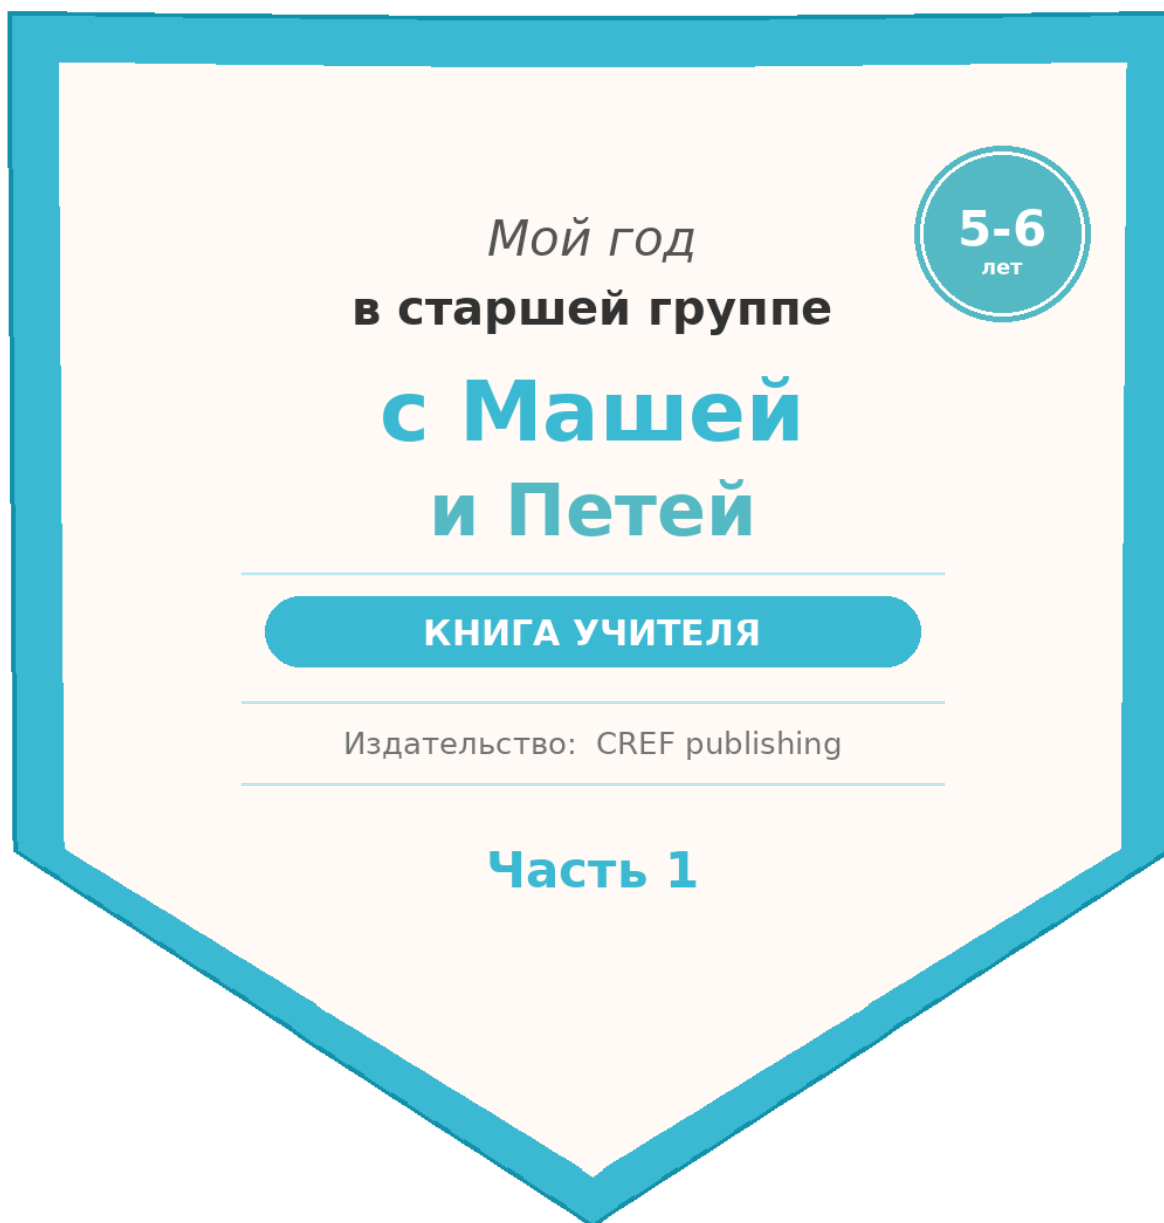 Мой год
в старшей группе
с Машей
и Петей
5-6
лет
КНИГА УЧИТЕЛЯ
Издательство: CREF publishing
Часть 1